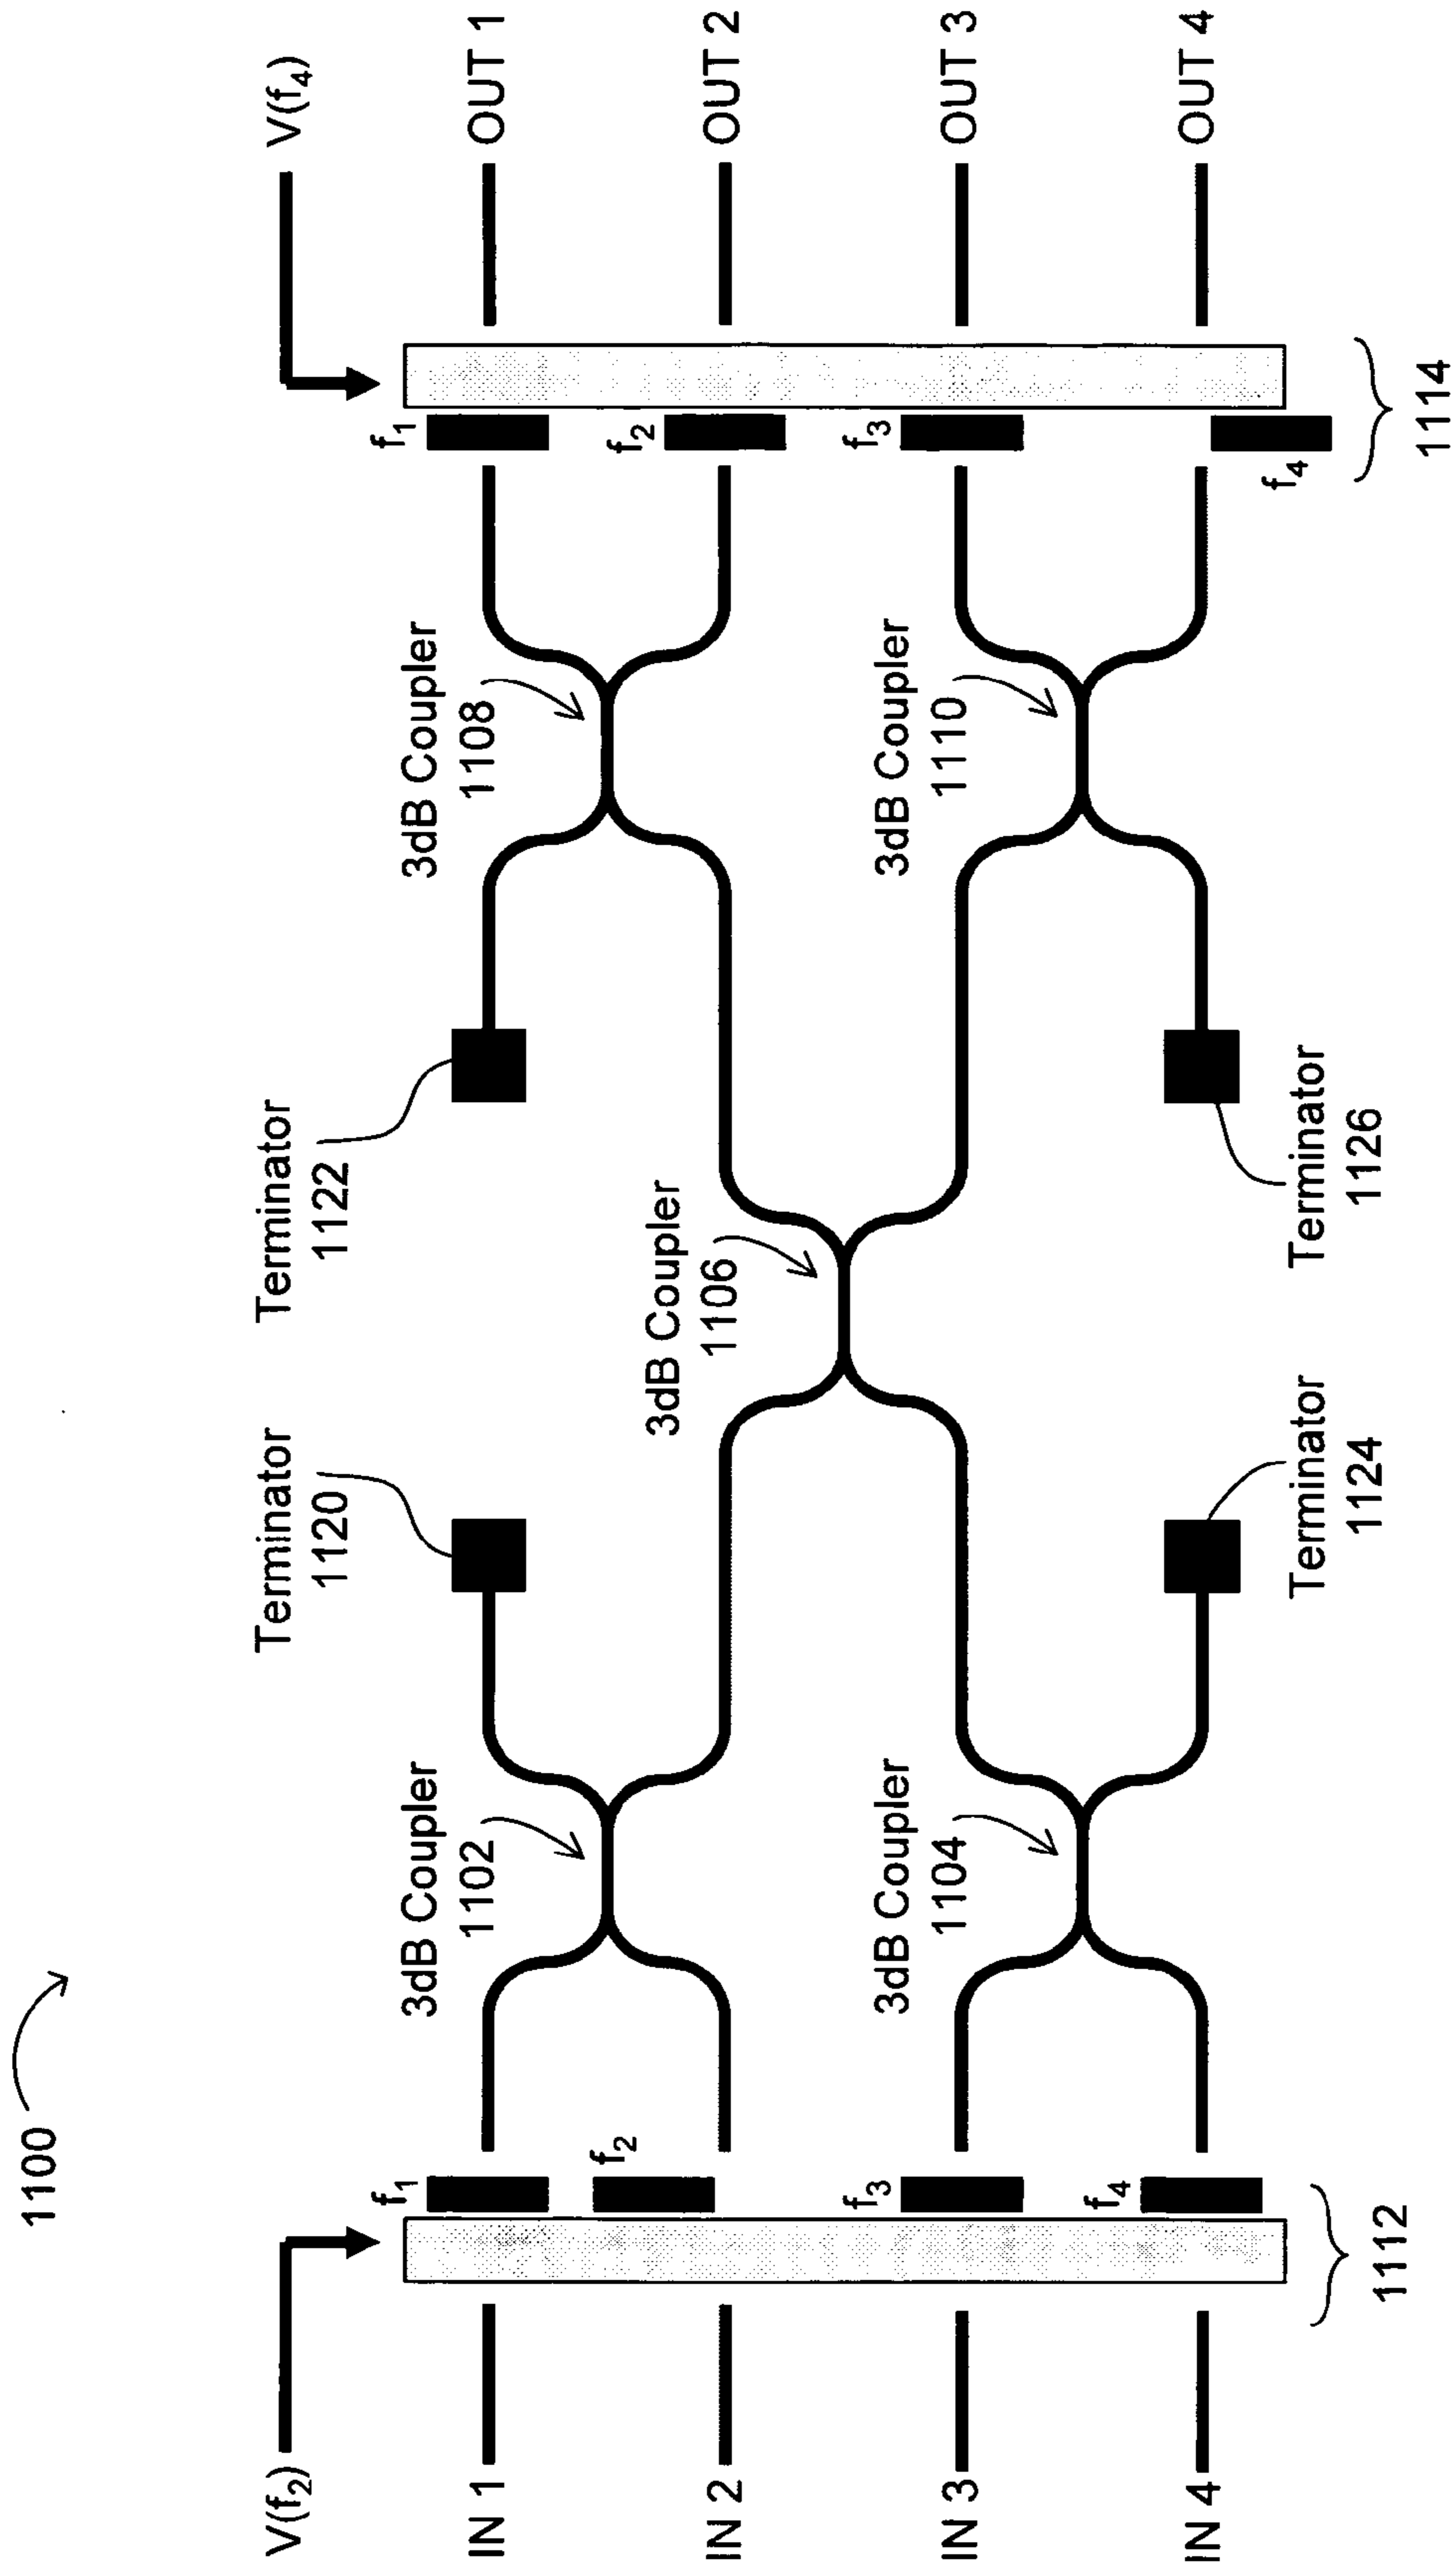 1100
V(f2)
V(f4)
IN 1
IN 2
IN 3
IN 4
f1
f2
f3
f4
1112
3dB Coupler
1102
3dB Coupler
1104
Terminator
1120
Terminator
1124
3dB Coupler
1106
Terminator
1122
Terminator
1126
3dB Coupler
1108
3dB Coupler
1110
f1
f2
f3
f4
1114
OUT 1
OUT 2
OUT 3
OUT 4